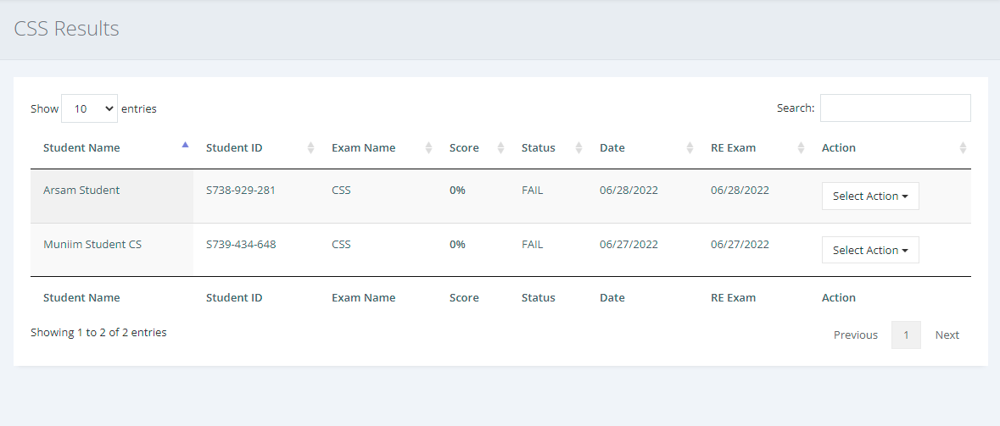 CSS Results
Show 10 entries Search:
Student Name Student ID Exam Name Score Status Date RE Exam Action
Arsam Student S738-929-281 CSS 0% FAIL 06/28/2022 06/28/2022 Select Action
Muniim Student CS S739-434-648 CSS 0% FAIL 06/27/2022 06/27/2022 Select Action
Student Name Student ID Exam Name Score Status Date RE Exam Action
Showing 1 to 2 of 2 entries Previous 1 Next